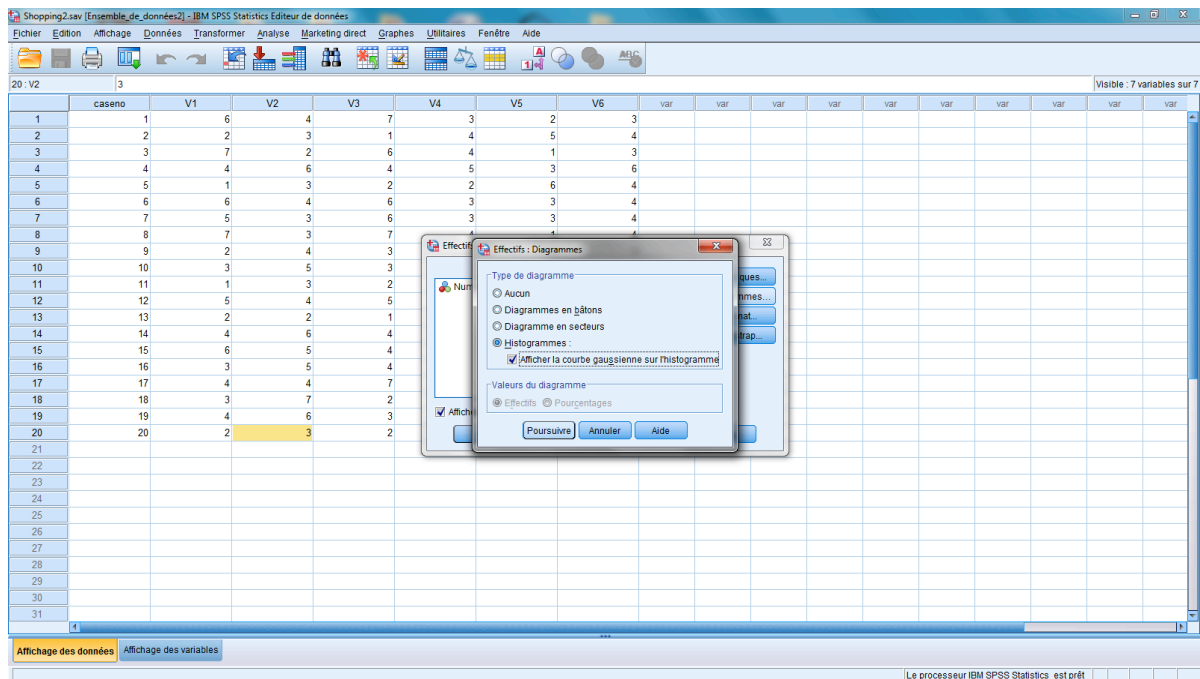 Shopping2.sav [Ensemble_de_données2] - IBM SPSS Statistics Editeur de données
Fichier Edition Affichage Données Transformer Analyse Marketing direct Graphes Utilitaires Fenêtre Aide
20 : V2 3 Visible : 7 variables sur 7
caseno V1 V2 V3 V4 V5 V6 var var var var var var var var var
1 1 6 4 7 3 2 3
2 2 2 3 1 4 5 4
3 3 7 2 6 4 1 3
4 4 4 6 4 5 3 6
5 5 1 3 2 2 6 4
6 6 6 4 6 3 3 4
7 7 5 3 6 3 3 4
8 8 7 3 7
9 9 2 4 3
10 10 3 5 3
11 11 1 3 2
12 12 5 4 5
13 13 2 2 1
14 14 4 6 4
15 15 6 5 4
16 16 3 5 4
17 17 4 4 7
18 18 3 7 2
19 19 4 6 3
20 20 2 3 2
21
22
23
24
25
26
27
28
29
30
31
Effectifs : Diagrammes
Type de diagramme
Aucun
Diagrammes en bâtons
Diagramme en secteurs
Histogrammes :
Afficher la courbe gaussienne sur l'histogramme
Valeurs du diagramme
Effectifs Pourcentages
Poursuivre Annuler Aide
Affichage des données Affichage des variables
Le processeur IBM SPSS Statistics est prêt